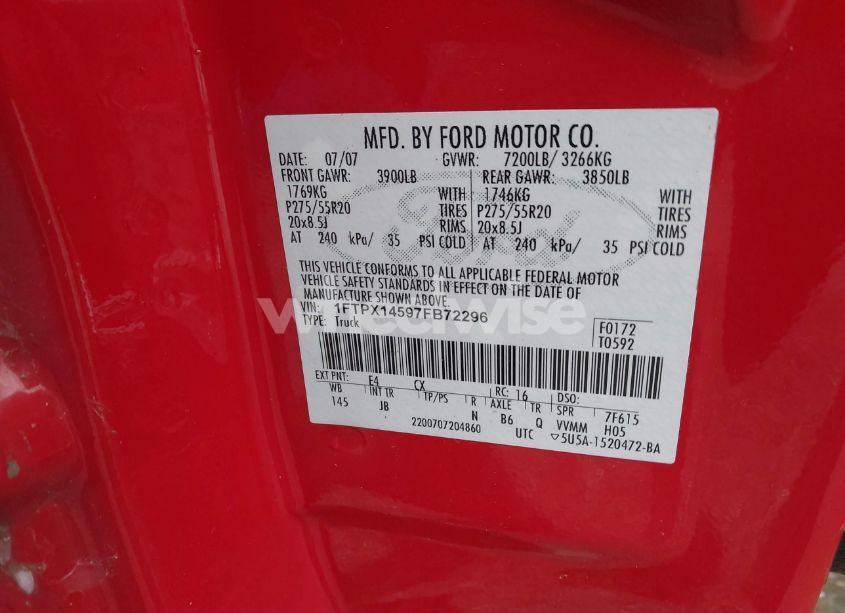 MFD. BY FORD MOTOR CO.
DATE: 07/07 GVWR: 7200LB/ 3266KG
FRONT GAWR: 3900LB REAR GAWR: 3850LB
1769KG WITH 1746KG WITH
P275/55R20 TIRES P275/55R20 TIRES
20x8.5J RIMS 20x8.5J RIMS
AT 240 kPa/ 35 PSI COLD AT 240 kPa/ 35 PSI COLD
Ford
THIS VEHICLE CONFORMS TO ALL APPLICABLE FEDERAL MOTOR
VEHICLE SAFETY STANDARDS IN EFFECT ON THE DATE OF
MANUFACTURE SHOWN ABOVE.
wreckwise
VIN: 1FTPX14597FB72296 F0172
TYPE: Truck T0592
EXT PNT: E4 CX RC: 16 DSO:
WB INT TR TP/PS R AXLE TR SPR 7F615
145 JB N B6 Q VVMM H05
2200707204860 UTC ▽5U5A-1520472-BA